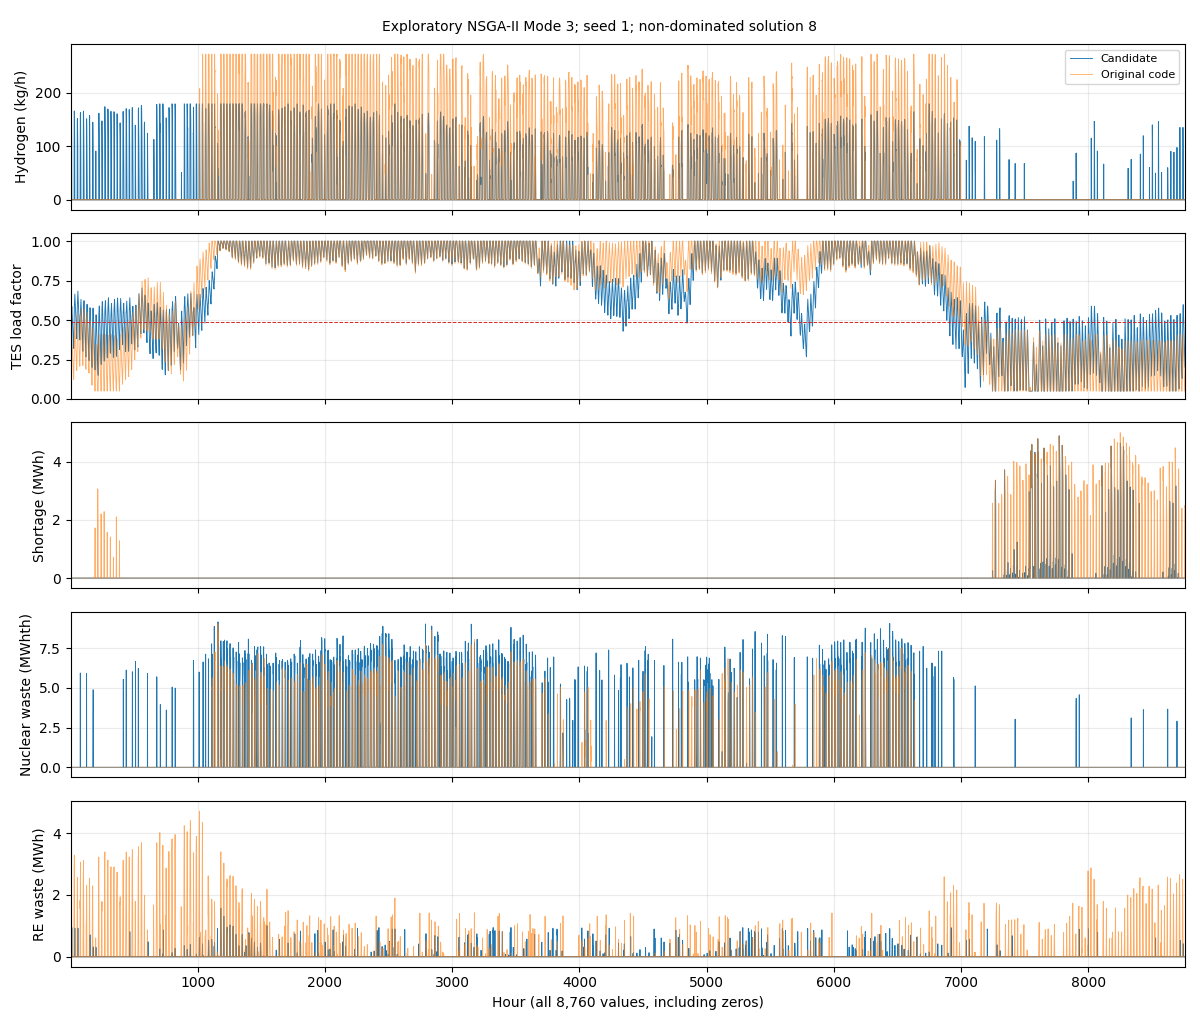 Exploratory NSGA-II Mode 3; seed 1; non-dominated solution 8
Hydrogen (kg/h)
200
100
0
Candidate
Original code
TES load factor
1.00
0.75
0.50
0.25
0.00
Shortage (MWh)
4
2
0
Nuclear waste (MWhth)
7.5
5.0
2.5
0.0
RE waste (MWh)
4
2
0
1000 2000 3000 4000 5000 6000 7000 8000
Hour (all 8,760 values, including zeros)